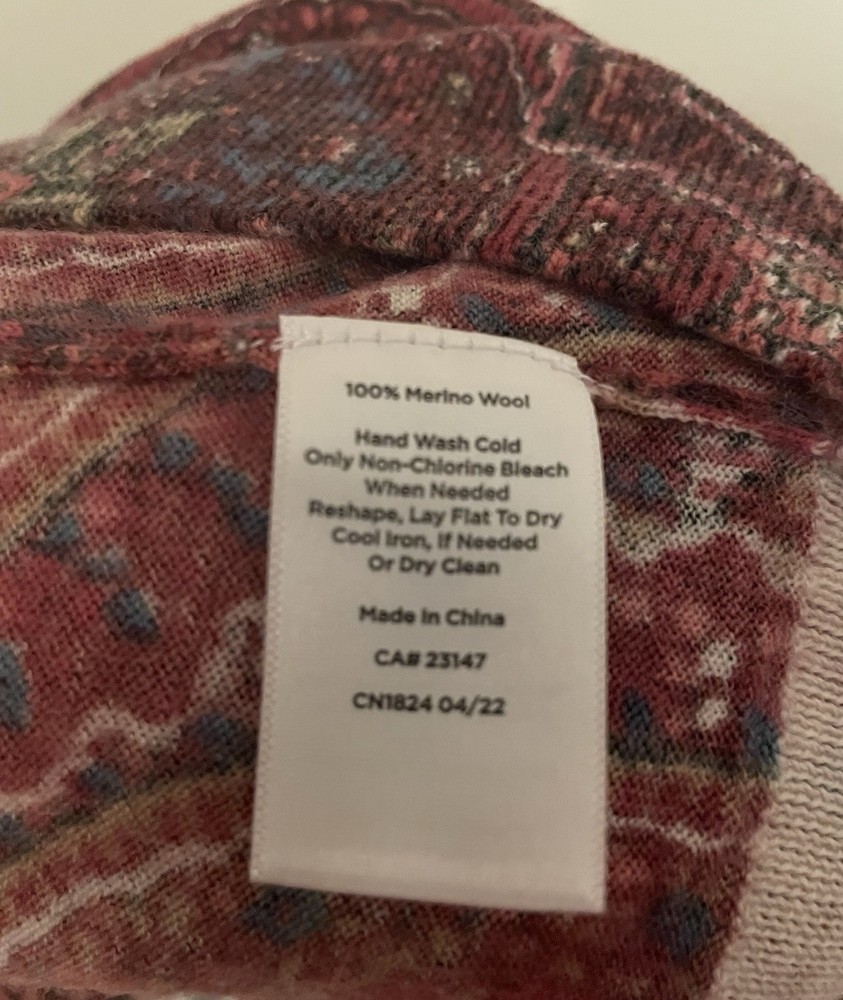 100% Merino Wool
Hand Wash Cold
Only Non-Chlorine Bleach
When Needed
Reshape, Lay Flat To Dry
Cool Iron, If Needed
Or Dry Clean
Made In China
CA# 23147
CN1824 04/22